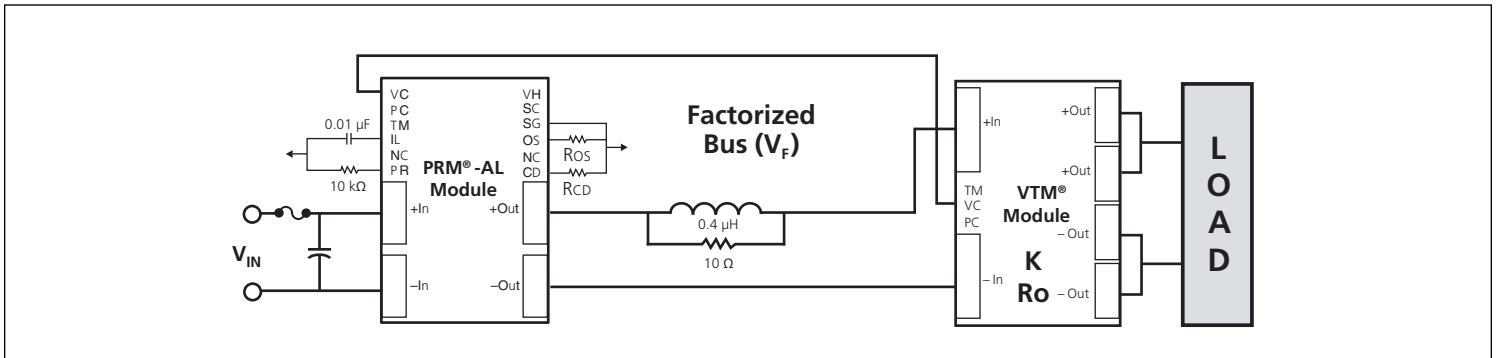 VC
PC
TM
IL
NC
PR
VH
SC
SG
OS
NC
CD
0.01 µF
10 kΩ
ROS
RCD
PRM®-AL
Module
+In
+Out
–In
–Out
VIN
Factorized
Bus (VF)
0.4 µH
10 Ω
+In
TM
VC
PC
– In
VTM®
Module
K
Ro
+Out
+Out
– Out
– Out
L
O
A
D